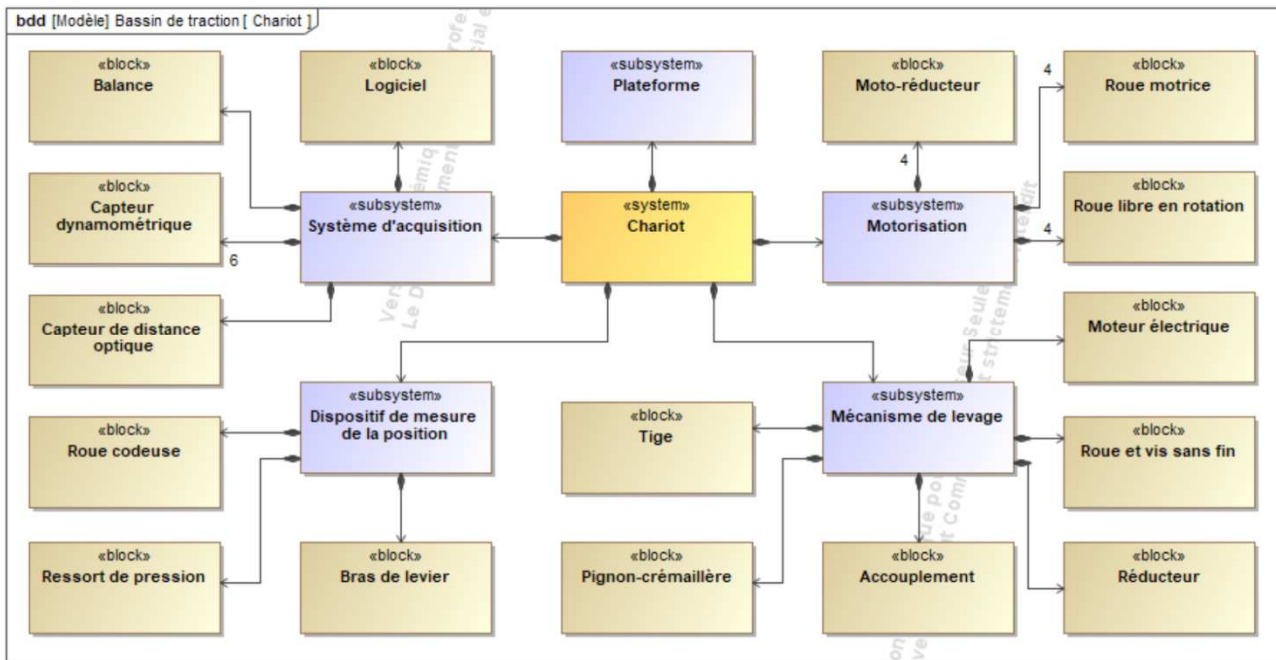 bdd [Modèle] Bassin de traction [ Chariot ]
«block»
Balance
«block»
Logiciel
«subsystem»
Plateforme
«block»
Moto-réducteur
4
«block»
Roue motrice
«block»
Capteur
dynamométrique
6
«subsystem»
Système d'acquisition
«system»
Chariot
4
«subsystem»
Motorisation
4
«block»
Roue libre en rotation
«block»
Capteur de distance
optique
«block»
Moteur électrique
«block»
Roue codeuse
«subsystem»
Dispositif de mesure
de la position
«block»
Tige
«subsystem»
Mécanisme de levage
«block»
Roue et vis sans fin
«block»
Ressort de pression
«block»
Bras de levier
«block»
Pignon-crémaillère
«block»
Accouplement
«block»
Réducteur